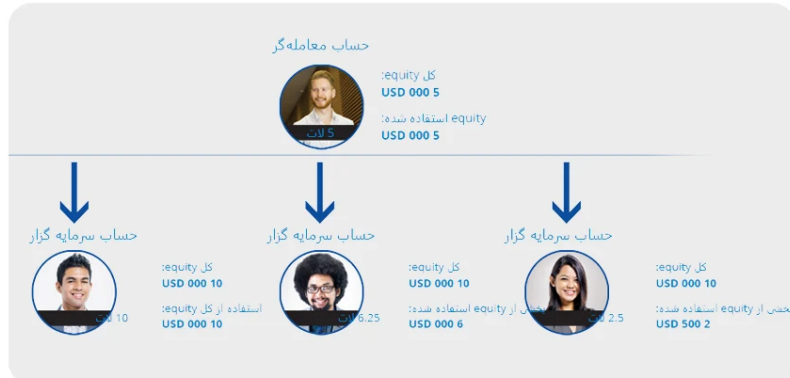 حساب معامله‌گر
کل equity:
USD 000 5
equity استفاده شده:
USD 000 5
5 لات
حساب سرمایه گزار
کل equity:
USD 000 10
استفاده از کل equity:
USD 000 10
10 لات
حساب سرمایه گزار
کل equity:
USD 000 10
بخشی از equity استفاده شده:
USD 000 6
6.25 لات
حساب سرمایه گزار
کل equity:
USD 000 10
بخشی از equity استفاده شده:
USD 500 2
2.5 لات